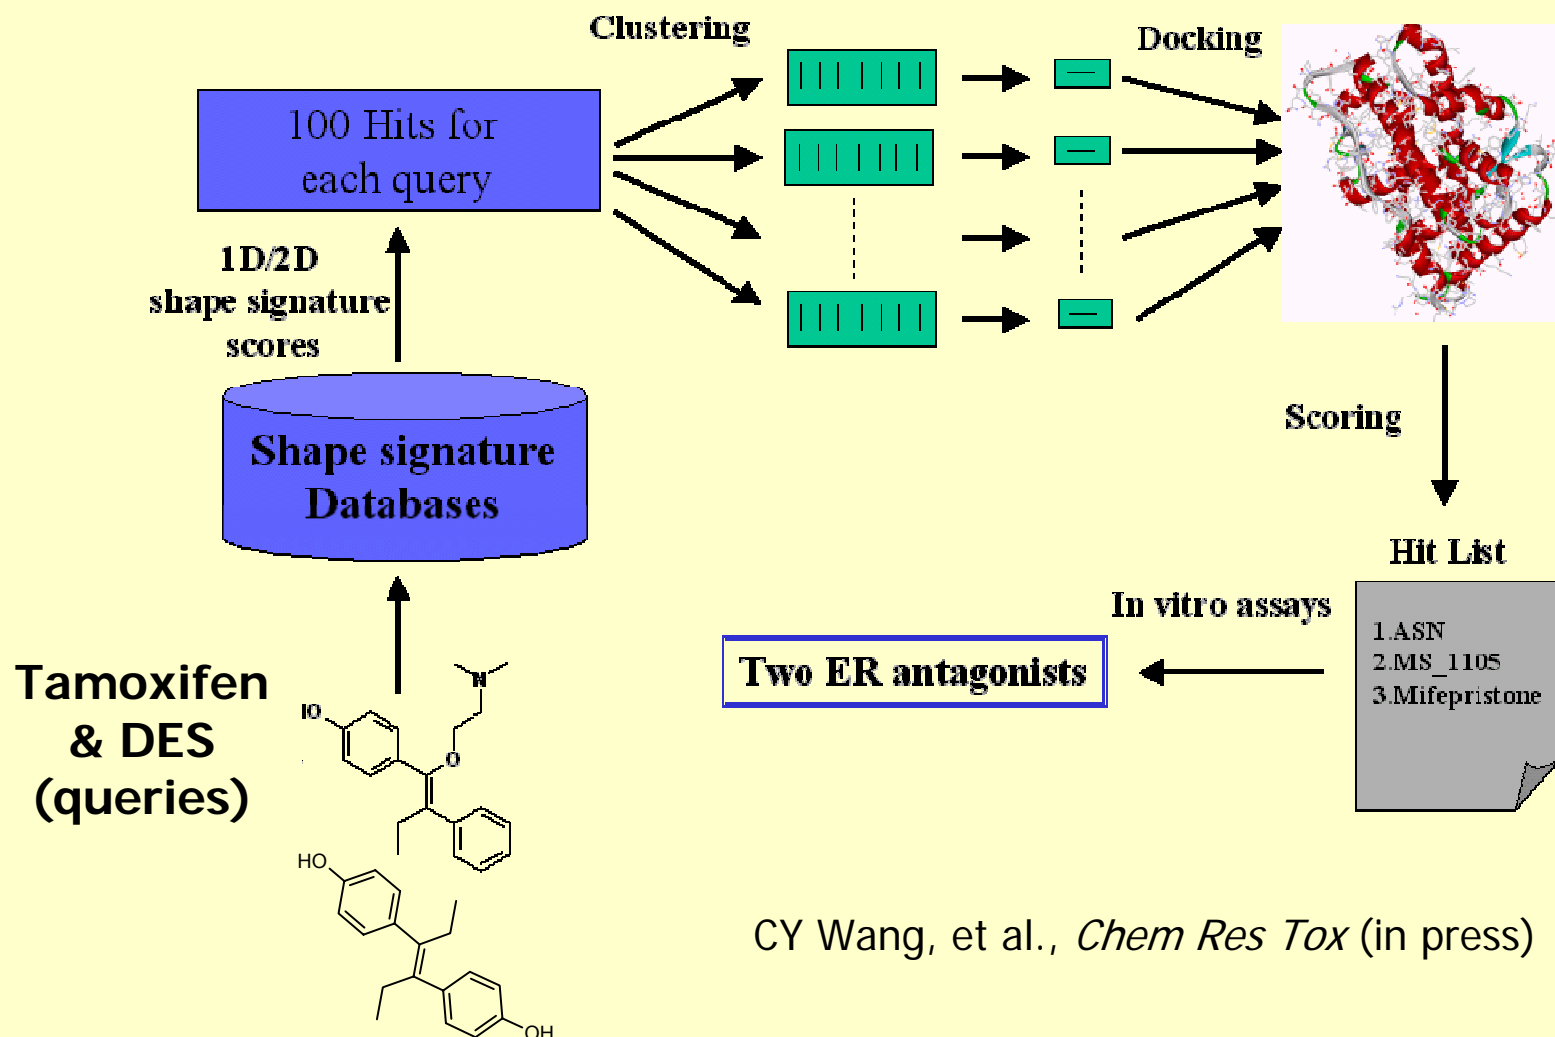 Clustering
Docking
100 Hits for
each query
1D/2D
shape signature
scores
Shape signature
Databases
Scoring
Hit List
1.ASN
2.MS_1105
3.Mifepristone
In vitro assays
Two ER antagonists
Tamoxifen
& DES
(queries)
N
IO
O
HO
OH
CY Wang, et al., Chem Res Tox (in press)